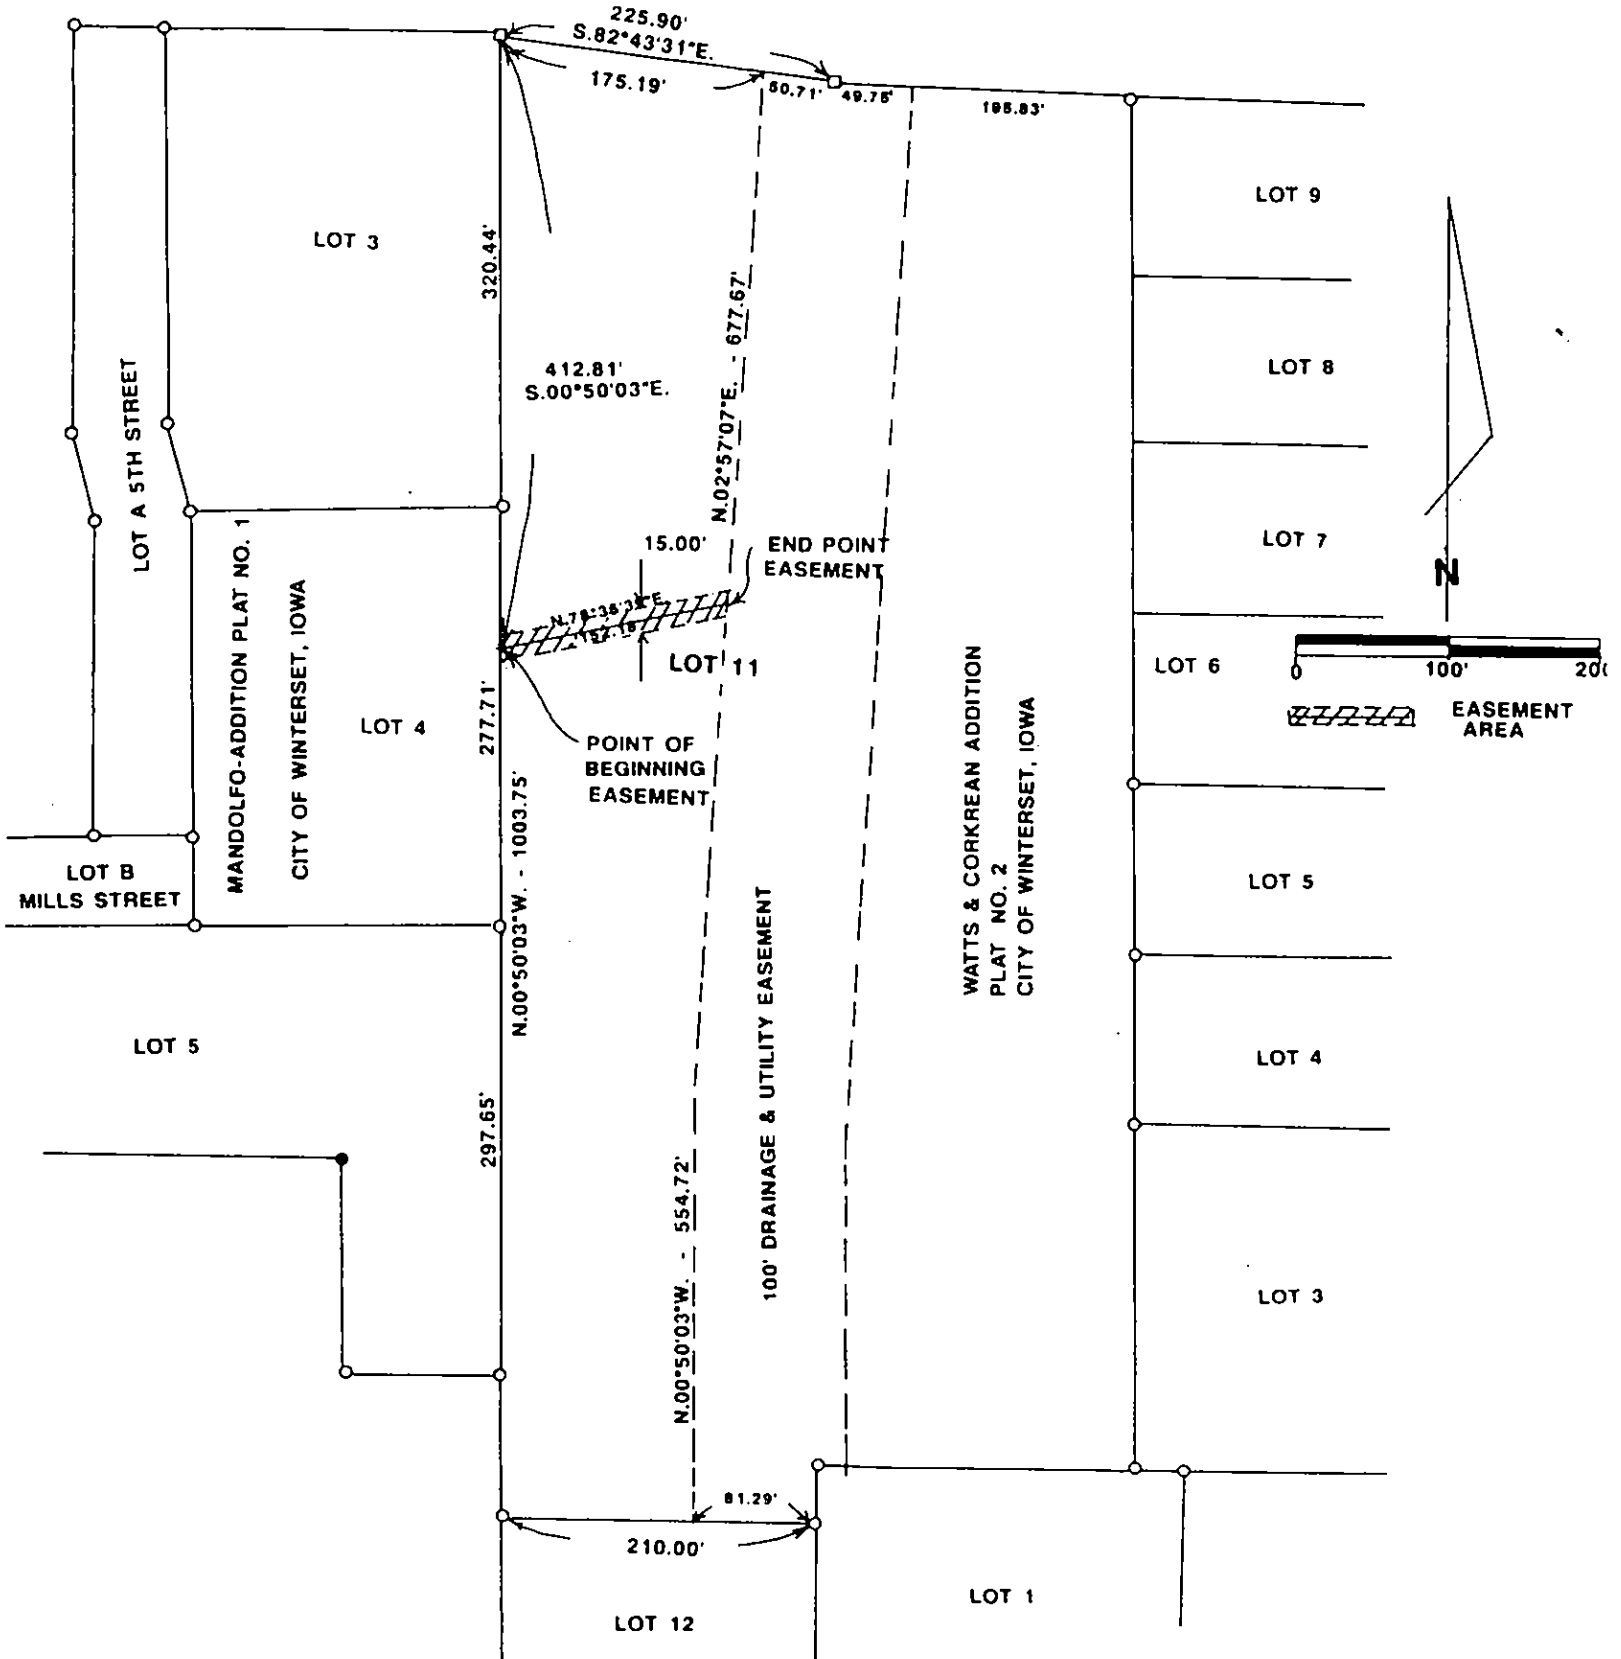 225.90'
S.82°43'31"E.
175.19'
50.71'
49.75'
LOT 9
LOT 3
320.44'
LOT 8
412.81'
S.00°50'03"E.
N.02°57'07"E. - 677.67'
LOT A 5TH STREET
LOT 7
15.00'
END POINT
EASEMENT
N
MANDOLFO-ADDITION PLAT NO. 1
CITY OF WINTERSET, IOWA
LOT 11
LOT 6
0 100'
EASEMENT
AREA
LOT 4
277.71'
POINT OF
BEGINNING
EASEMENT
WATTS & CORKREAN ADDITION
PLAT NO. 2
CITY OF WINTERSET, IOWA
LOT B
MILLS STREET
N.00°50'03"W. - 1003.75'
LOT 5
LOT 5
LOT 4
100' DRAINAGE & UTILITY EASEMENT
297.65'
N.00°50'03"W. - 554.72'
LOT 3
81.29'
210.00'
LOT 12
LOT 1